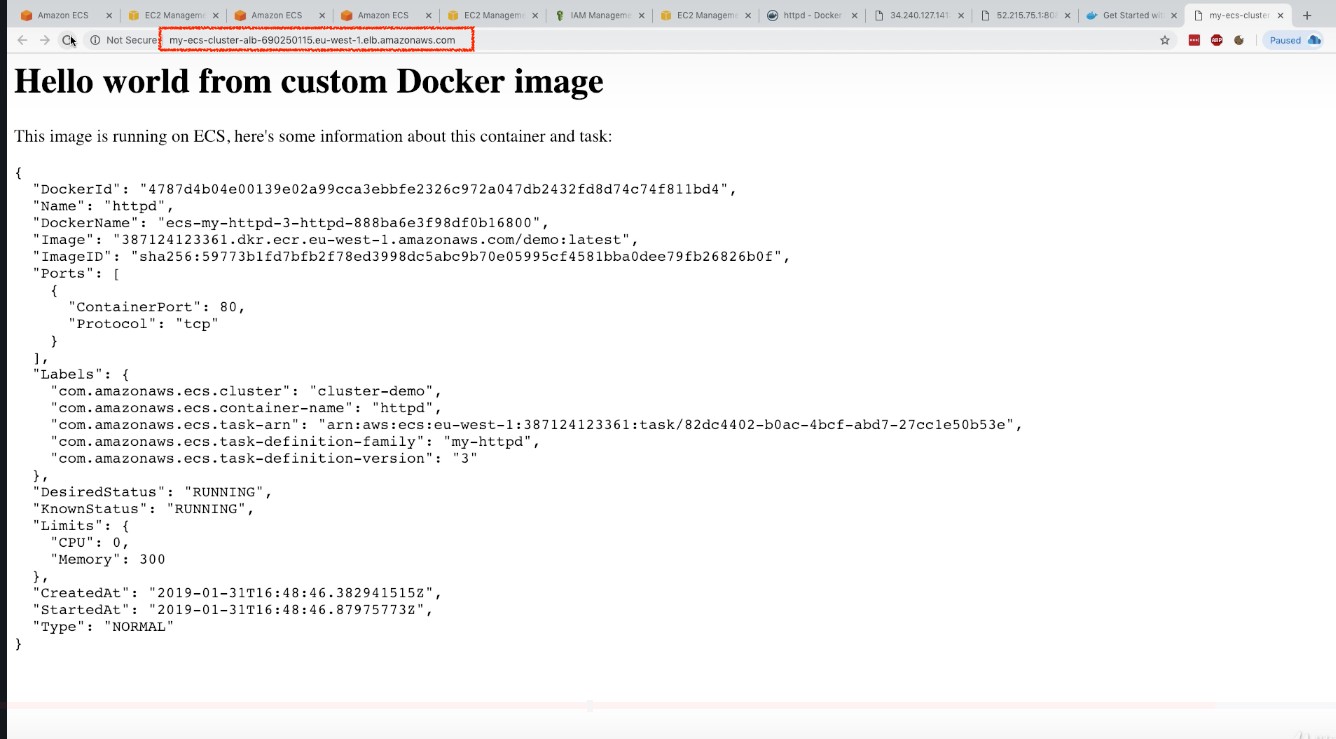 Amazon ECS
EC2 Manageme
Amazon ECS
Amazon ECS
EC2 Manageme
IAM Manageme
EC2 Manageme
httpd - Docker
34.240.127.141
52.215.75.1:80
Get Started wit
my-ecs-cluster
Not Secure
my-ecs-cluster-alb-690250115.eu-west-1.elb.amazonaws.com
ABP
Paused
Hello world from custom Docker image
This image is running on ECS, here's some information about this container and task:
{
"DockerId": "4787d4b04e00139e02a99cca3ebbfe2326c972a047db2432fd8d74c74f811bd4",
"Name": "httpd",
"DockerName": "ecs-my-httpd-3-httpd-888ba6e3f98df0b16800",
"Image": "387124123361.dkr.ecr.eu-west-1.amazonaws.com/demo:latest",
"ImageID": "sha256:59773b1fd7bfb2f78ed3998dc5abc9b70e05995cf4581bba0dee79fb26826b0f",
"Ports": [
{
"ContainerPort": 80,
"Protocol": "tcp"
}
],
"Labels": {
"com.amazonaws.ecs.cluster": "cluster-demo",
"com.amazonaws.ecs.container-name": "httpd",
"com.amazonaws.ecs.task-arn": "arn:aws:ecs:eu-west-1:387124123361:task/82dc4402-b0ac-4bcf-abd7-27cc1e50b53e",
"com.amazonaws.ecs.task-definition-family": "my-httpd",
"com.amazonaws.ecs.task-definition-version": "3"
},
"DesiredStatus": "RUNNING",
"KnownStatus": "RUNNING",
"Limits": {
"CPU": 0,
"Memory": 300
},
"CreatedAt": "2019-01-31T16:48:46.382941515Z",
"StartedAt": "2019-01-31T16:48:46.87975773Z",
"Type": "NORMAL"
}